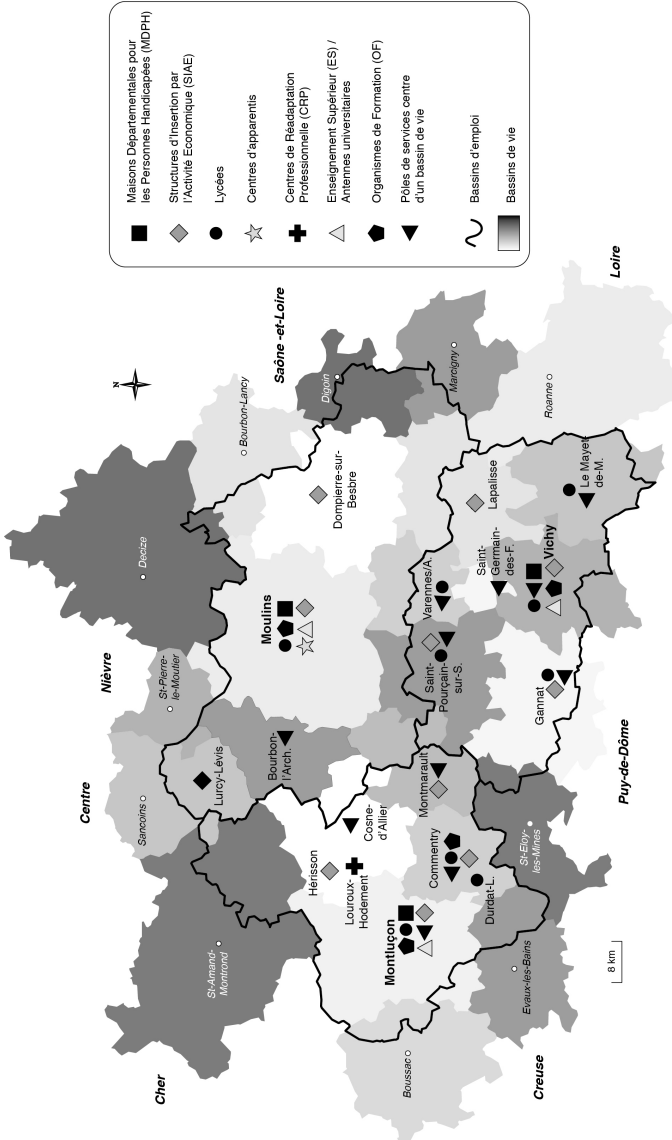 Maisons Départementales pour
les Personnes Handicapées (MDPH)
Structures d'Insertion par
l'Activité Economique (SIAE)
Lycées
Centres d'apparentis
Centres de Réadaptation
Professionnelle (CRP)
Enseignement Supérieur (ES) /
Antennes universitaires
Organismes de Formation (OF)
Pôles de services centre
d'un bassin de vie
Bassins d'emploi
Bassins de vie
N
Cher
Centre
Nièvre
Saône -et-Loire
Loire
Puy-de-Dôme
Creuse
St-Amand-
Montrond
Sancoins
St-Pierre-
le-Moutier
Decize
Bourbon-Lancy
Digoin
Marcigny
Roanne
Lurcy-Lévis
Bourbon-
l'Arch.
Moulins
Dompierre-sur-
Besbre
Hérisson
Cosne-
d'Allier
Louroux-
Hodement
Montluçon
Commentry
Durdat-L.
Montmarault
Saint-
Pourçain-
sur-S.
Varennes/A.
Saint-
Germain-
des-F.
Lapalisse
Vichy
Le Mayet-
de-M.
Gannat
Boussac
Evaux-les-Bains
St-Eloy-
les-Mines
8 km